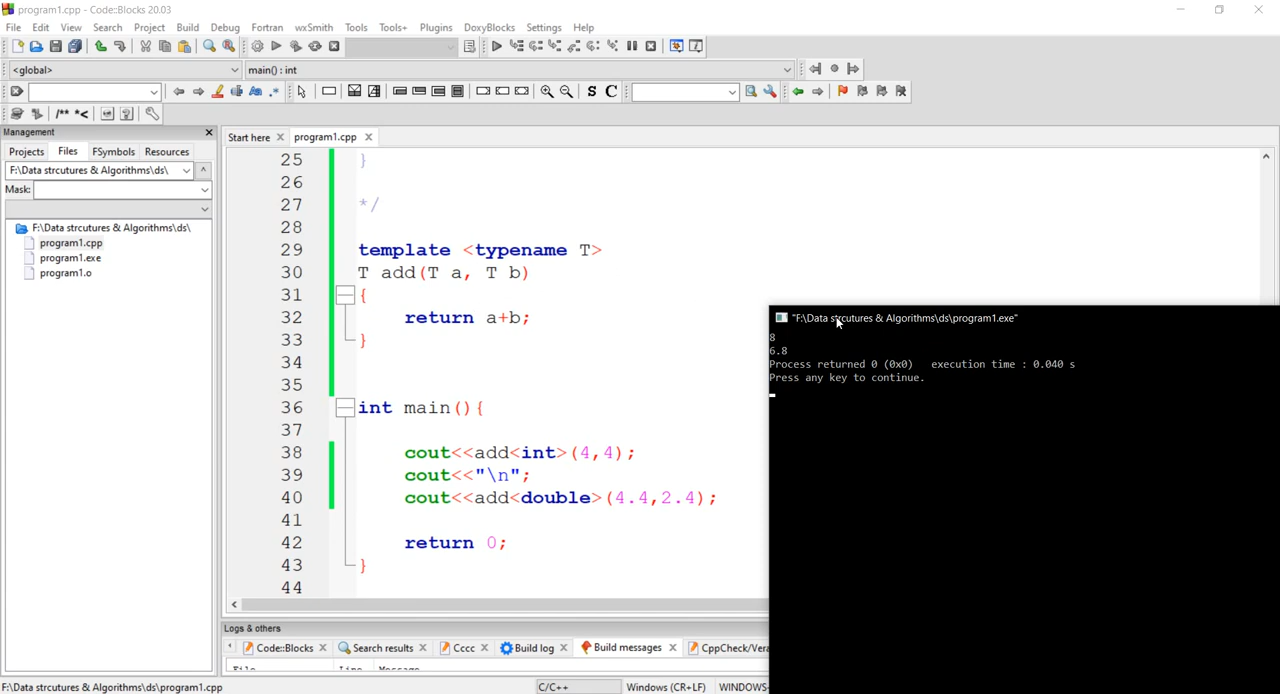 program1.cpp - Code::Blocks 20.03
File Edit View Search Project Build Debug Fortran wxSmith Tools Tools+ Plugins DoxyBlocks Settings Help
<global> main() : int
/** *<
S C
Management
Start here program1.cpp
Projects Files FSymbols Resources
F:\Data strcutures & Algorithms\ds\
Mask:
F:\Data strcutures & Algorithms\ds\
program1.cpp
program1.exe
program1.o
25 }
26
27 */
28
29 template <typename T>
30 T add(T a, T b)
31 {
32 return a+b;
33 }
34
35
36 int main(){
37
38 cout<<add<int>(4,4);
39 cout<<"\n";
40 cout<<add<double>(4.4,2.4);
41
42 return 0;
43 }
44
"F:\Data strcutures & Algorithms\ds\program1.exe"
8
6.8
Process returned 0 (0x0) execution time : 0.040 s
Press any key to continue.
Logs & others
Code::Blocks Search results Cccc Build log Build messages CppCheck/Vera
File Line Message
F:\Data strcutures & Algorithms\ds\program1.cpp C/C++ Windows (CR+LF) WINDOWS-